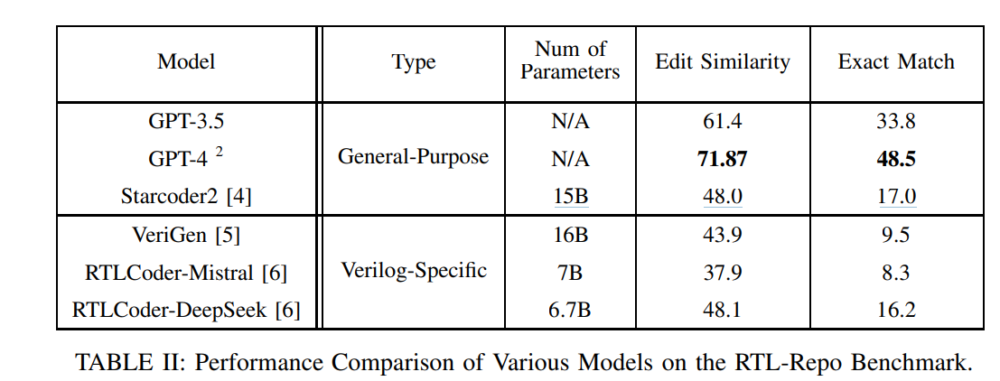 Model Type Num of Parameters Edit Similarity Exact Match
GPT-3.5 N/A 61.4 33.8
GPT-4 2 General-Purpose N/A 71.87 48.5
Starcoder2 [4] 15B 48.0 17.0
VeriGen [5] 16B 43.9 9.5
RTLCoder-Mistral [6] Verilog-Specific 7B 37.9 8.3
RTLCoder-DeepSeek [6] 6.7B 48.1 16.2
TABLE II: Performance Comparison of Various Models on the RTL-Repo Benchmark.